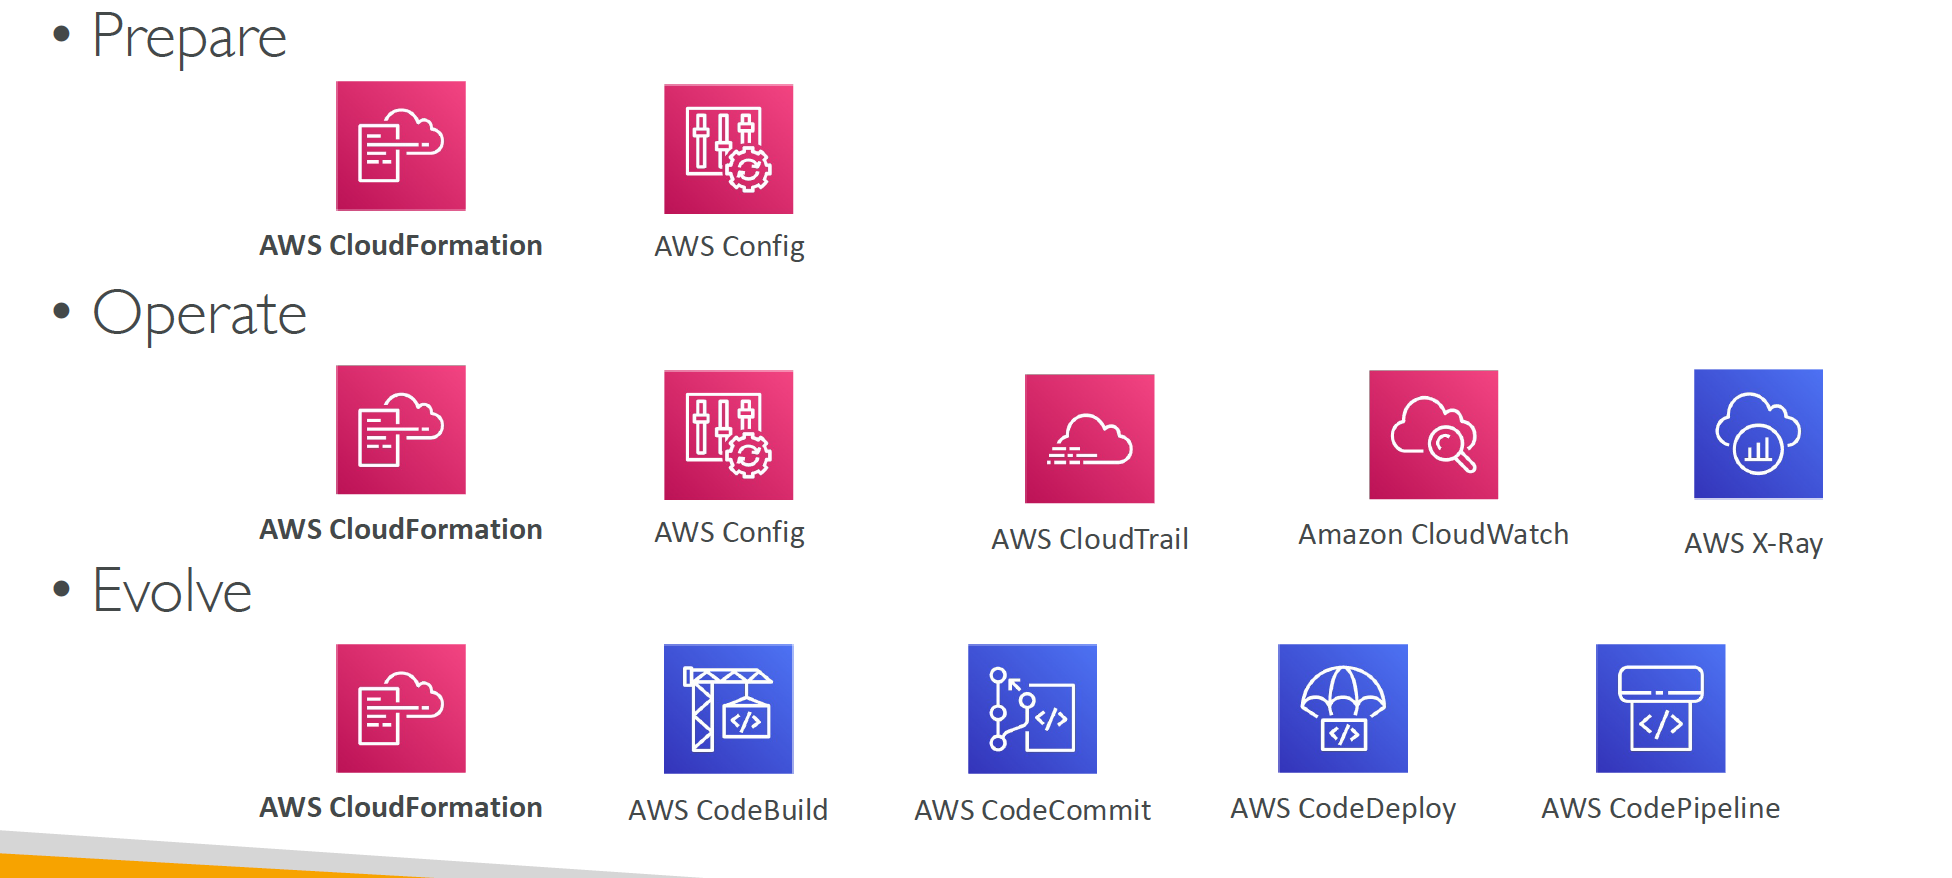 • Prepare
AWS CloudFormation
AWS Config
• Operate
AWS CloudFormation
AWS Config
AWS CloudTrail
Amazon CloudWatch
AWS X-Ray
• Evolve
AWS CloudFormation
AWS CodeBuild
AWS CodeCommit
AWS CodeDeploy
AWS CodePipeline